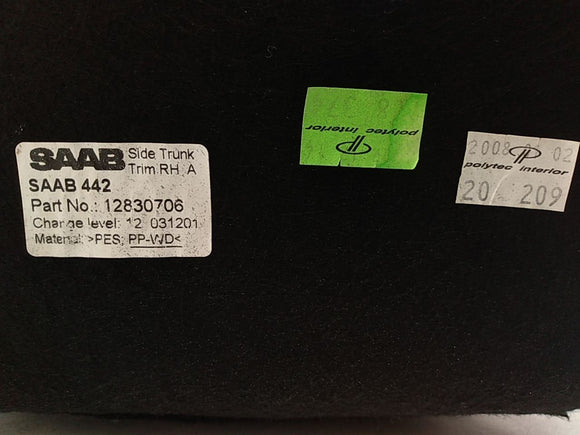 SAAB Side Trunk
Trim RH A
SAAB 442
Part No.: 12830706
Change level: 12 031201
Material: >PES; PP-WD<
polytec interior
2008 02
polytec interior
20 209